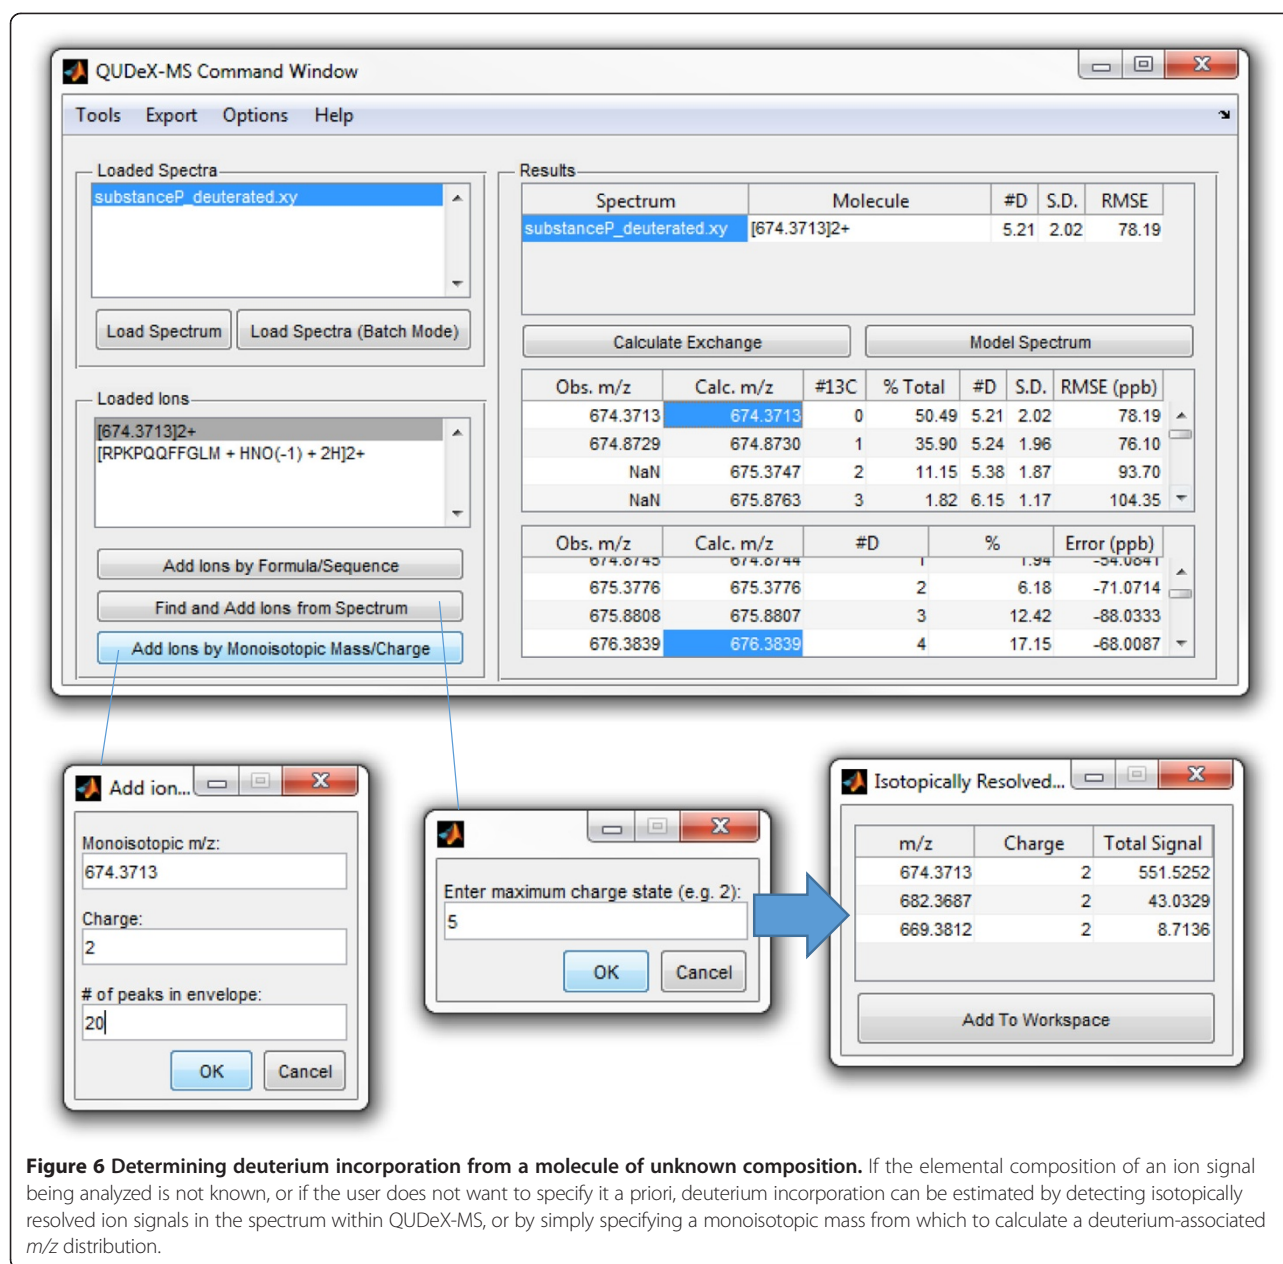 QUDeX-MS Command Window
Tools Export Options Help
Loaded Spectra
substanceP_deuterated.xy
Load Spectrum Load Spectra (Batch Mode)
Loaded Ions
[674.3713]2+
[RPKPQQFFGLM + HNO(-1) + 2H]2+
Add Ions by Formula/Sequence
Find and Add Ions from Spectrum
Add Ions by Monoisotopic Mass/Charge
Results
Spectrum Molecule #D S.D. RMSE
substanceP_deuterated.xy [674.3713]2+ 5.21 2.02 78.19
Calculate Exchange Model Spectrum
Obs. m/z Calc. m/z #13C % Total #D S.D. RMSE (ppb)
674.3713 674.3713 0 50.49 5.21 2.02 78.19
674.8729 674.8730 1 35.90 5.24 1.96 76.10
NaN 675.3747 2 11.15 5.38 1.87 93.70
NaN 675.8763 3 1.82 6.15 1.17 104.35
Obs. m/z Calc. m/z #D % Error (ppb)
674.8745 674.8744 1 1.94 -54.0841
675.3776 675.3776 2 6.18 -71.0714
675.8808 675.8807 3 12.42 -88.0333
676.3839 676.3839 4 17.15 -68.0087
Add ion...
Monoisotopic m/z:
674.3713
Charge:
2
# of peaks in envelope:
20
OK Cancel
Enter maximum charge state (e.g. 2):
5
OK Cancel
Isotopically Resolved...
m/z Charge Total Signal
674.3713 2 551.5252
682.3687 2 43.0329
669.3812 2 8.7136
Add To Workspace
Figure 6 Determining deuterium incorporation from a molecule of unknown composition. If the elemental composition of an ion signal
being analyzed is not known, or if the user does not want to specify it a priori, deuterium incorporation can be estimated by detecting isotopically
resolved ion signals in the spectrum within QUDeX-MS, or by simply specifying a monoisotopic mass from which to calculate a deuterium-associated
m/z distribution.